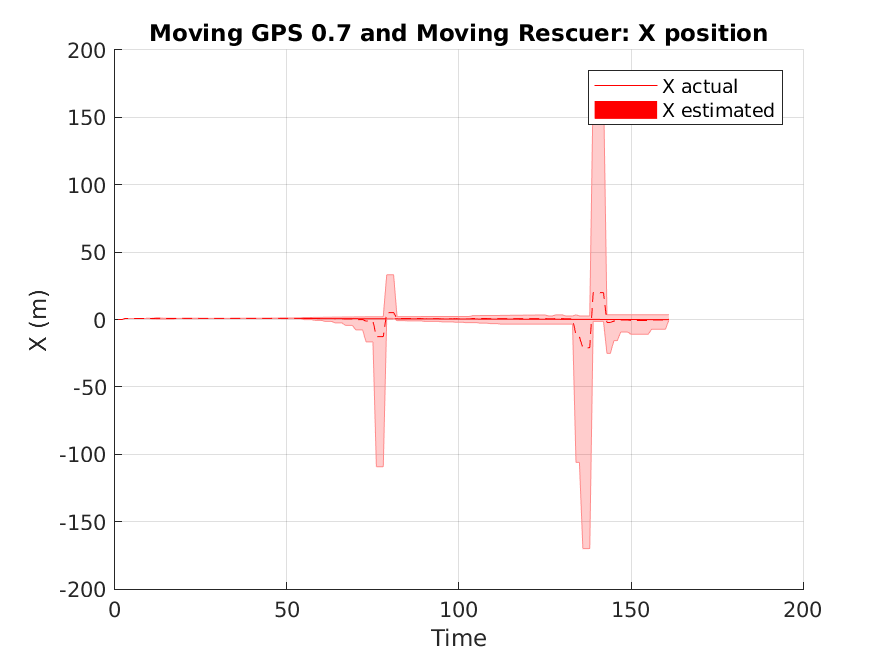 Moving GPS 0.7 and Moving Rescuer: X position
X actual
X estimated
200
150
100
50
0
-50
-100
-150
-200
X (m)
0 50 100 150 200
Time